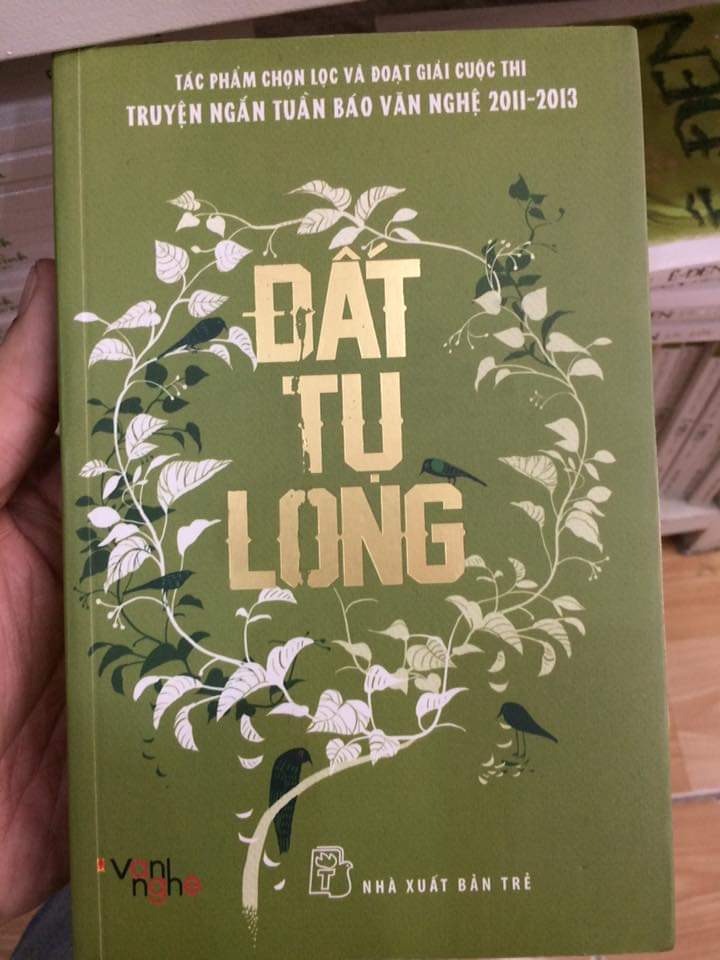 TÁC PHẨM CHỌN LỌC VÀ ĐOẠT GIẢI CUỘC THI
TRUYỆN NGẮN TUẦN BÁO VĂN NGHỆ 2011-2013
ĐẤT
TỤ
LONG
văn
nghệ
NHÀ XUẤT BẢN TRẺ
ĐEN